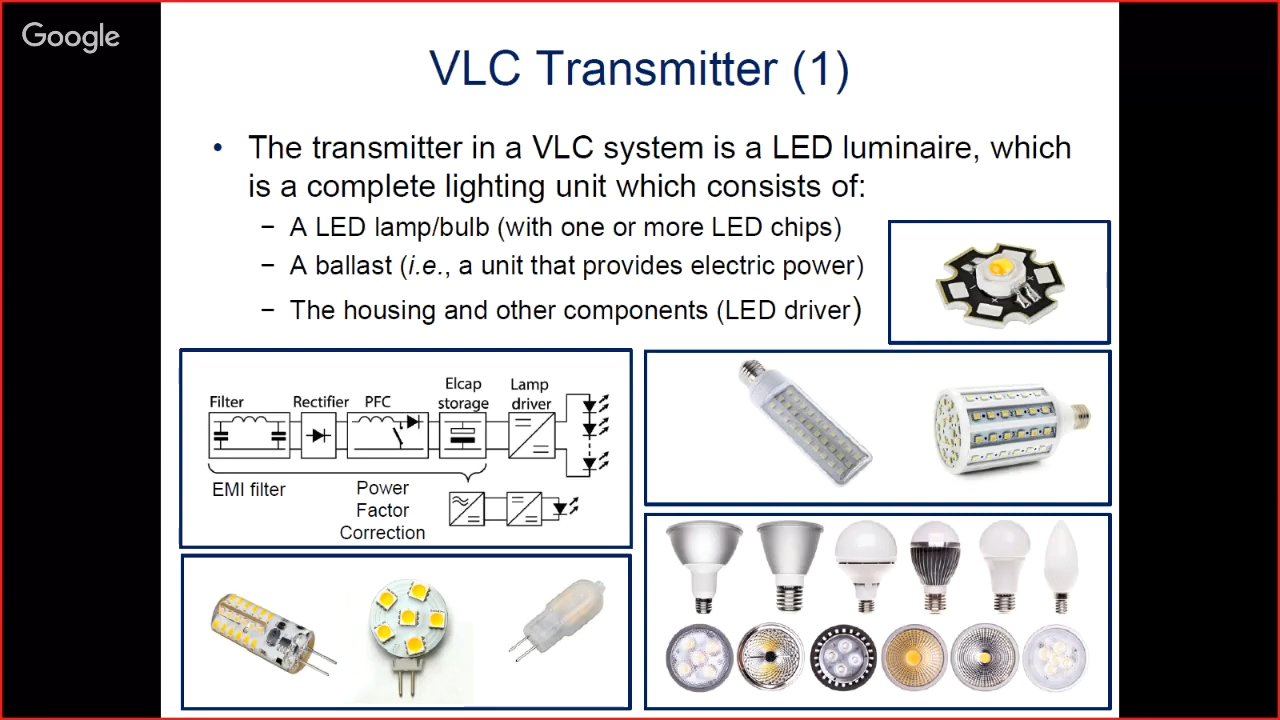 Google
VLC Transmitter (1)
• The transmitter in a VLC system is a LED luminaire, which
is a complete lighting unit which consists of:
− A LED lamp/bulb (with one or more LED chips)
− A ballast (i.e., a unit that provides electric power)
− The housing and other components (LED driver)
Filter
Rectifier
PFC
Elcap
storage
Lamp
driver
EMI filter
Power
Factor
Correction